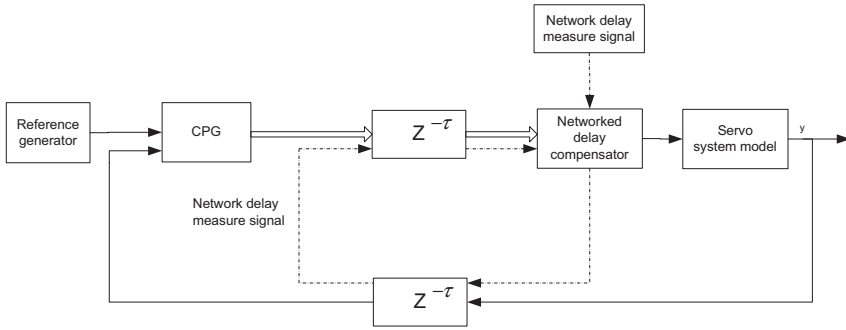 Network delay
measure signal
Reference
generator
CPG
Z^{-τ}
Networked
delay
compensator
Servo
system model
y
Network delay
measure signal
Z^{-τ}